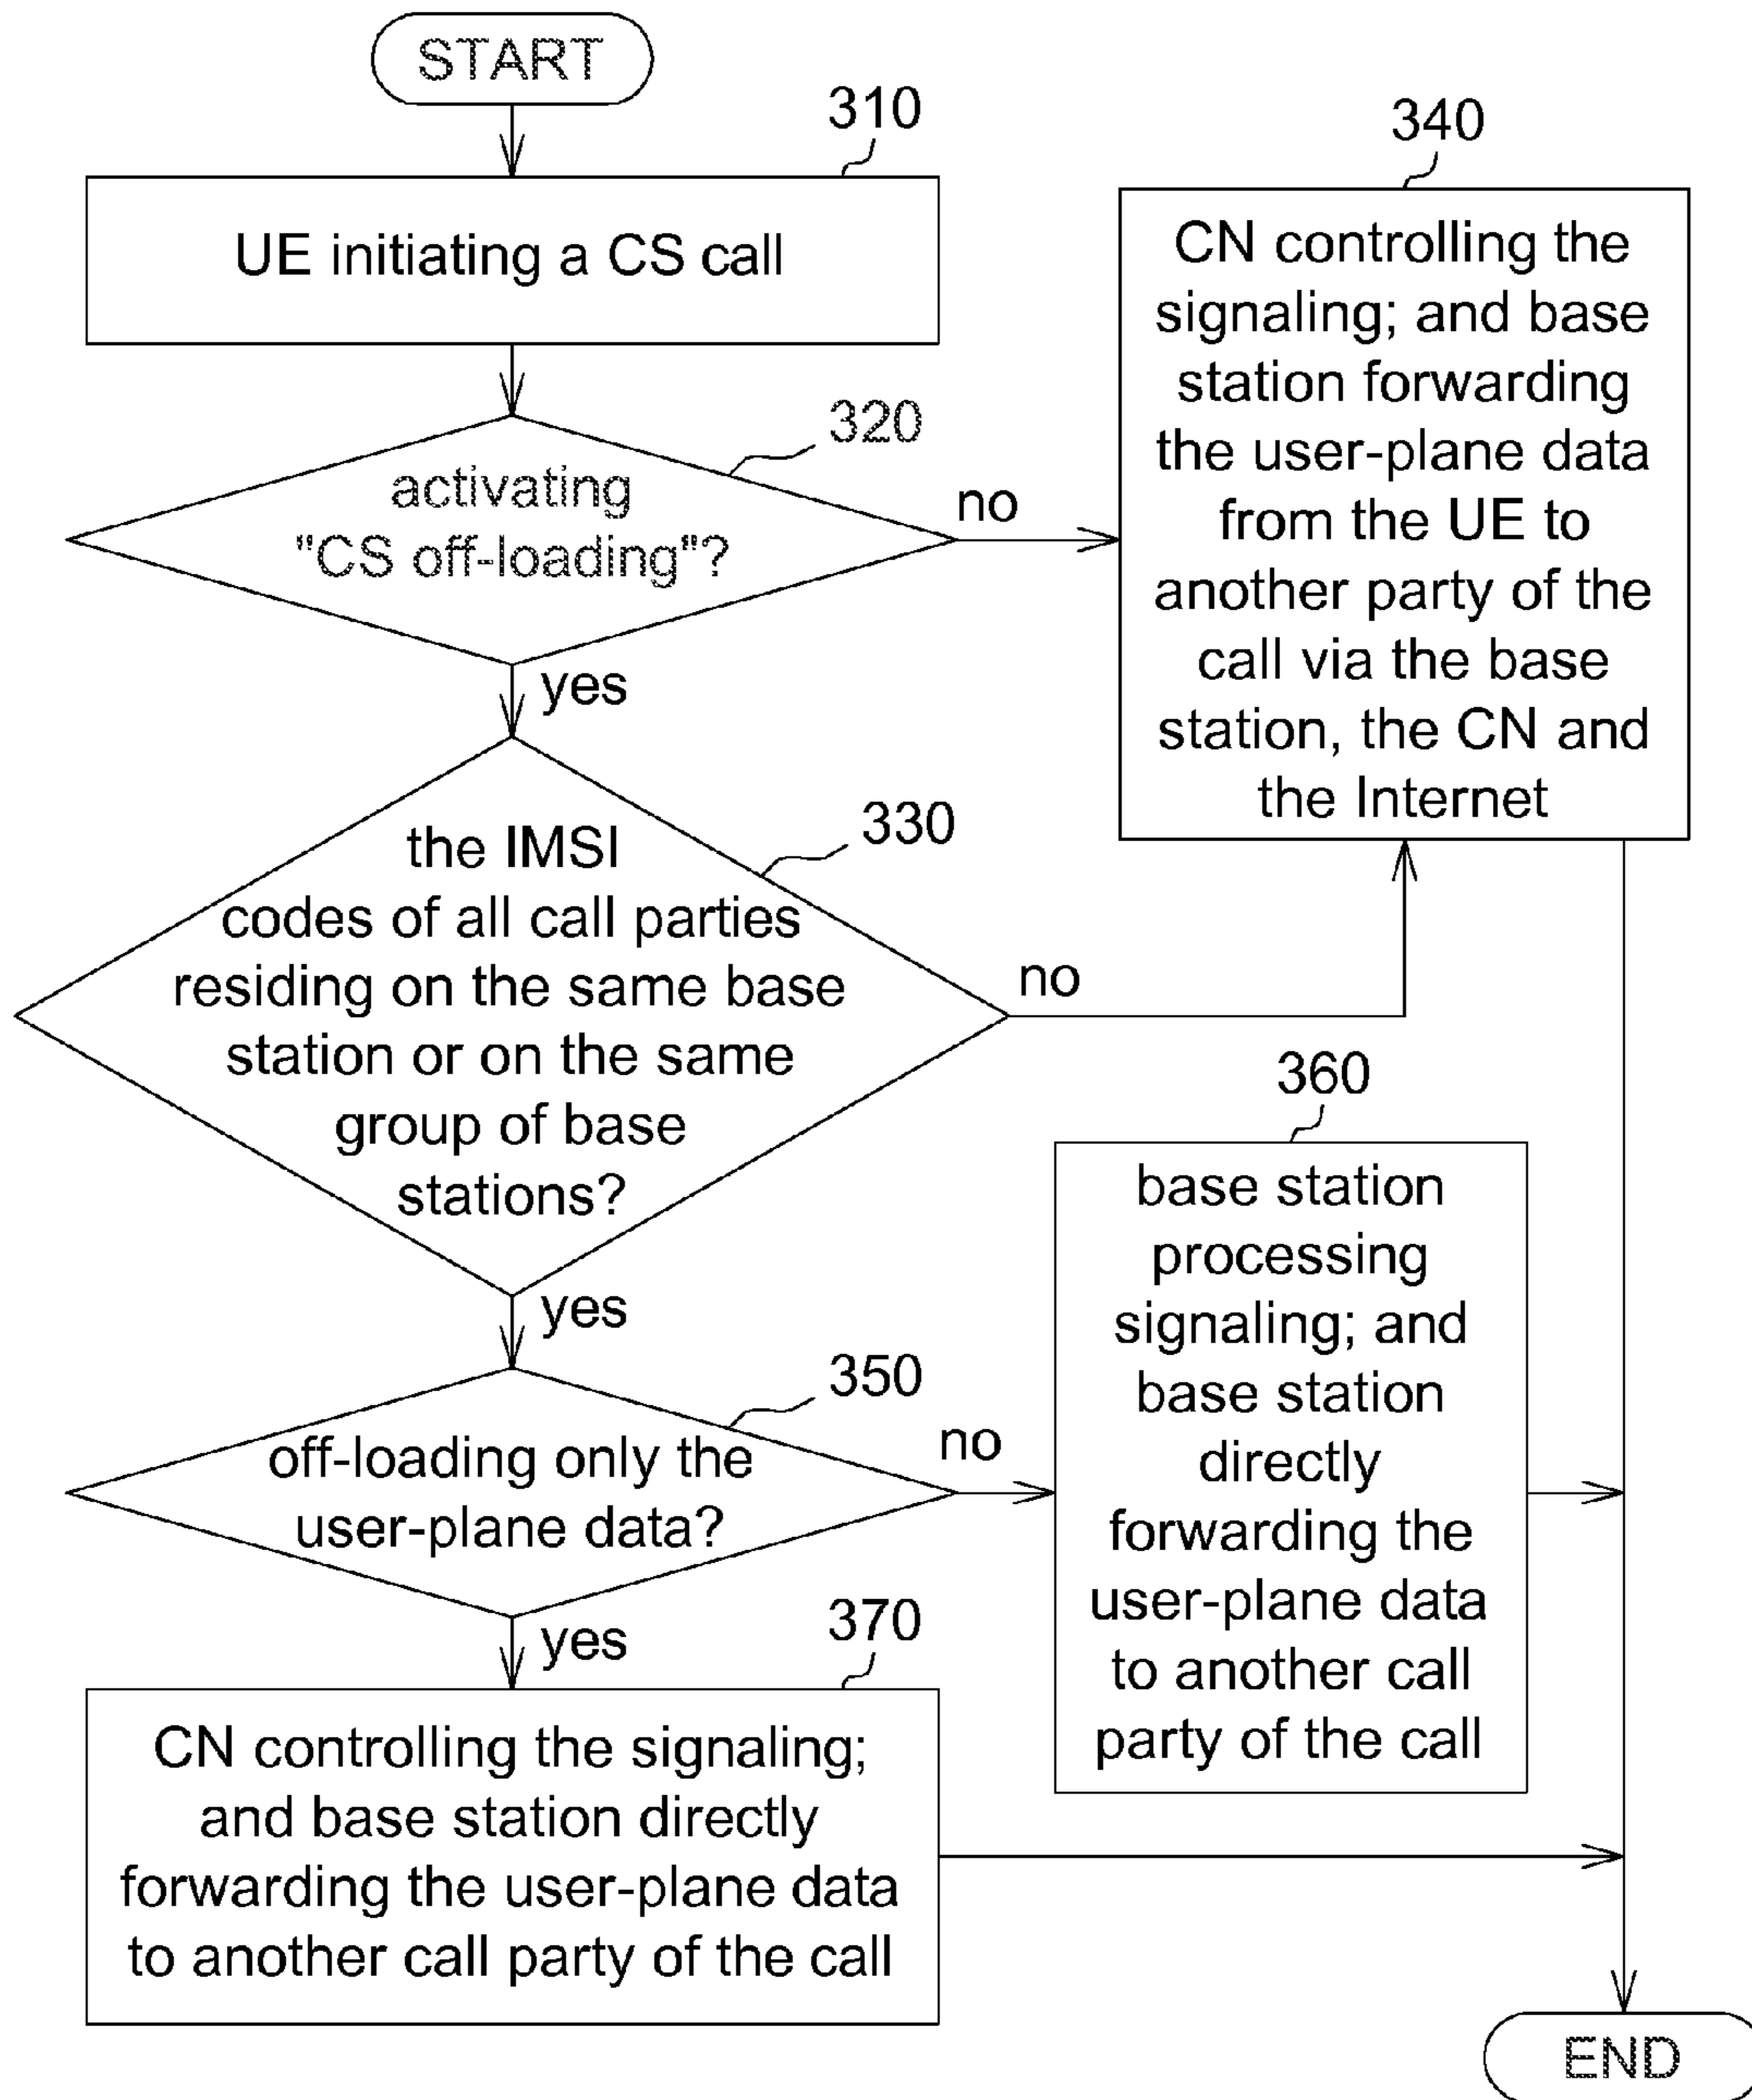 START
310
UE initiating a CS call
320
activating
"CS off-loading"?
no
yes
340
CN controlling the
signaling; and base
station forwarding
the user-plane data
from the UE to
another party of the
call via the base
station, the CN and
the Internet
330
the IMSI
codes of all call parties
residing on the same base
station or on the same
group of base
stations?
no
yes
350
off-loading only the
user-plane data?
no
yes
360
base station
processing
signaling; and
base station
directly
forwarding the
user-plane data
to another call
party of the call
370
CN controlling the signaling;
and base station directly
forwarding the user-plane data
to another call party of the call
END